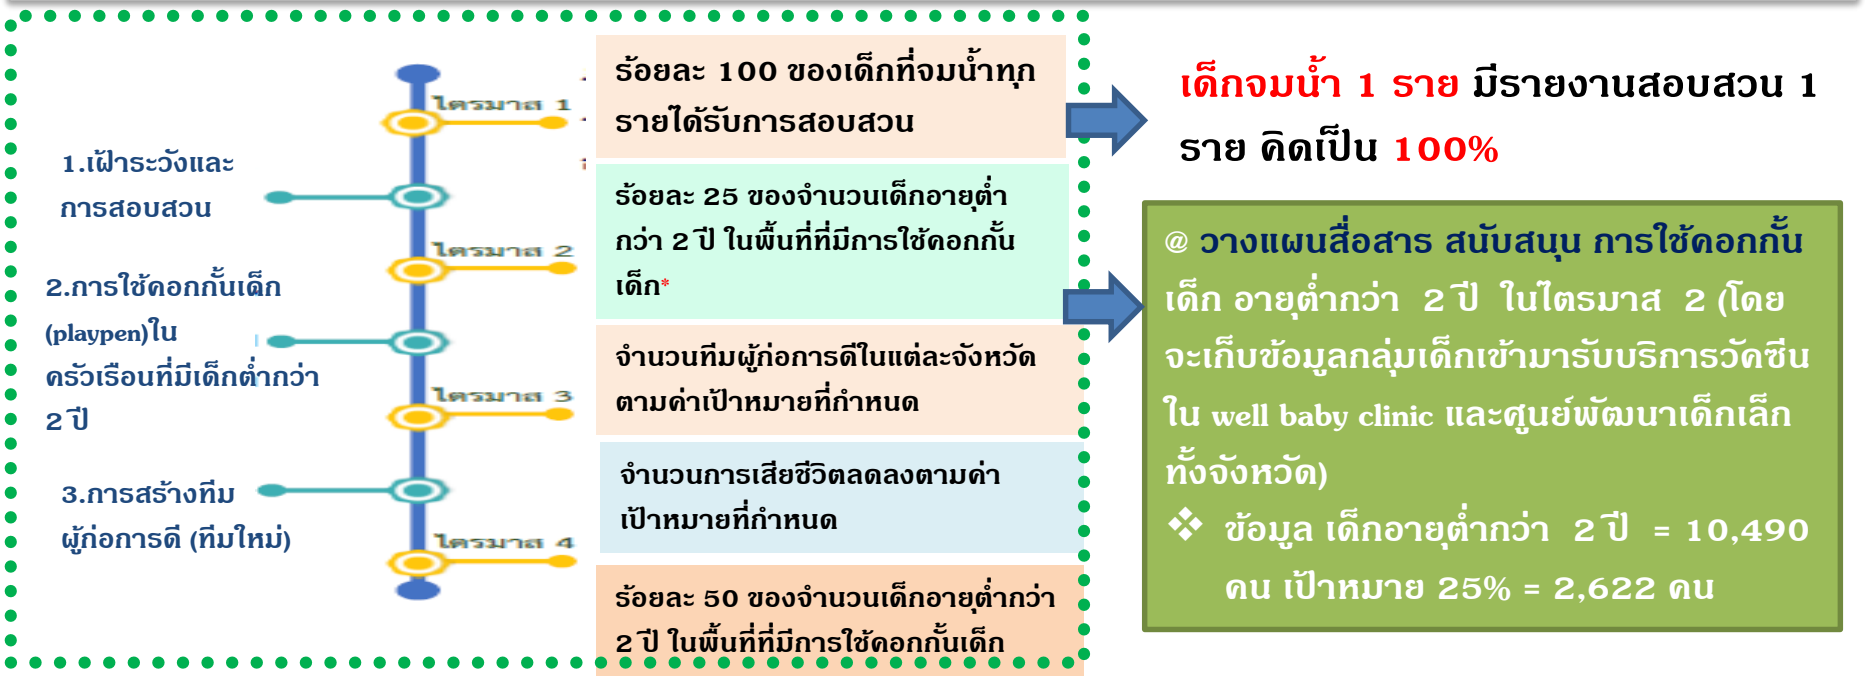 1.เฝ้าระวังและ
การสอบสวน
2.การใช้คอกกั้นเด็ก
(playpen)ใน
ครัวเรือนที่มีเด็กต่ำกว่า
2 ปี
3.การสร้างทีม
ผู้ก่อการดี (ทีมใหม่)
ไตรมาส 1
ไตรมาส 2
ไตรมาส 3
ไตรมาส 4
ร้อยละ 100 ของเด็กที่จมน้ำทุก
รายได้รับการสอบสวน
ร้อยละ 25 ของจำนวนเด็กอายุต่ำ
กว่า 2 ปี ในพื้นที่ที่มีการใช้คอกกั้น
เด็ก*
จำนวนทีมผู้ก่อการดีในแต่ละจังหวัด
ตามค่าเป้าหมายที่กำหนด
จำนวนการเสียชีวิตลดลงตามค่า
เป้าหมายที่กำหนด
ร้อยละ 50 ของจำนวนเด็กอายุต่ำกว่า
2 ปี ในพื้นที่ที่มีการใช้คอกกั้นเด็ก
เด็กจมน้ำ 1 ราย มีรายงานสอบสวน 1
ราย คิดเป็น 100%
@ วางแผนสื่อสาร สนับสนุน การใช้คอกกั้น
เด็ก อายุต่ำกว่า 2 ปี ในไตรมาส 2 (โดย
จะเก็บข้อมูลกลุ่มเด็กเข้ามารับบริการวัคซีน
ใน well baby clinic และศูนย์พัฒนาเด็กเล็ก
ทั้งจังหวัด)
❖ ข้อมูล เด็กอายุต่ำกว่า 2 ปี = 10,490
คน เป้าหมาย 25% = 2,622 คน